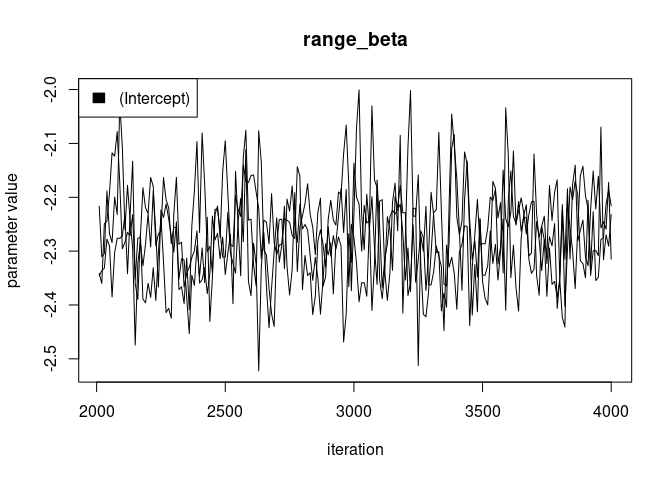 range_beta
(Intercept)
parameter value
-2.0
-2.1
-2.2
-2.3
-2.4
-2.5
2000
2500
3000
3500
4000
iteration